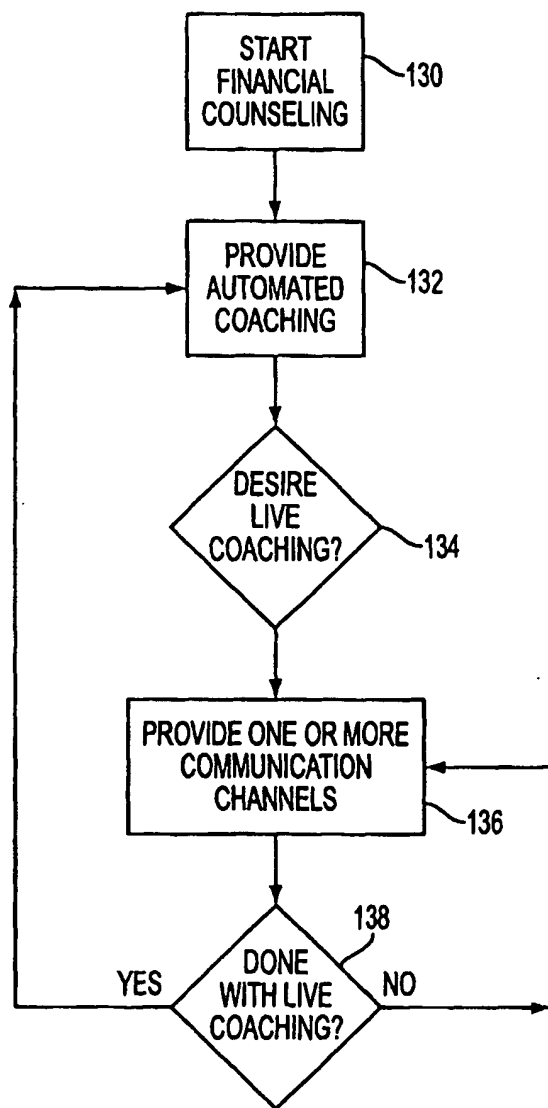 START
FINANCIAL
COUNSELING
130
PROVIDE
AUTOMATED
COACHING
132
DESIRE
LIVE
COACHING?
134
PROVIDE ONE OR MORE
COMMUNICATION
CHANNELS
136
138
YES
DONE
WITH LIVE
COACHING?
NO